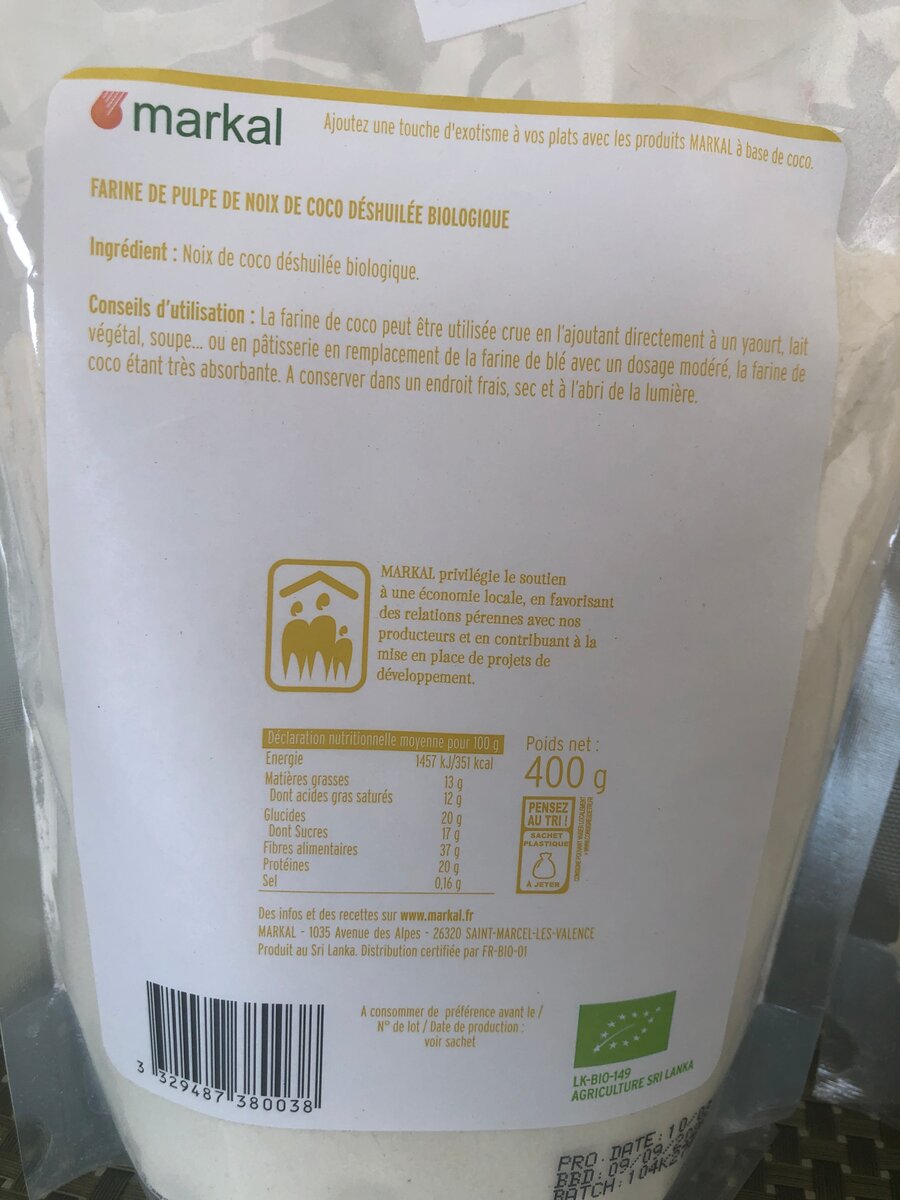 markal
Ajoutez une touche d'exotisme à vos plats avec les produits MARKAL à base de coco.
FARINE DE PULPE DE NOIX DE COCO DÉSHUILÉE BIOLOGIQUE
Ingrédient : Noix de coco déshuilée biologique.
Conseils d'utilisation : La farine de coco peut être utilisée crue en l'ajoutant directement à un yaourt, lait
végétal, soupe... ou en pâtisserie en remplacement de la farine de blé avec un dosage modéré, la farine de
coco étant très absorbante. A conserver dans un endroit frais, sec et à l'abri de la lumière.
MARKAL privilégie le soutien
à une économie locale, en favorisant
des relations pérennes avec nos
producteurs et en contribuant à la
mise en place de projets de
développement.
Déclaration nutritionnelle moyenne pour 100 g
Energie 1457 kJ/351 kcal
Matières grasses 13 g
Dont acides gras saturés 12 g
Glucides 20 g
Dont Sucres 17 g
Fibres alimentaires 37 g
Protéines 20 g
Sel 0,16 g
Poids net :
400 g
PENSEZ
AU TRI !
SACHET
PLASTIQUE
À JETER
Des infos et des recettes sur www.markal.fr
MARKAL - 1035 Avenue des Alpes - 26320 SAINT-MARCEL-LES-VALENCE
Produit au Sri Lanka. Distribution certifiée par FR-BIO-01
A consommer de préférence avant le /
N° de lot / Date de production :
voir sachet
3 329487 380038
LK-BIO-149
AGRICULTURE SRI LANKA
PRO. DATE: 10
BBD: 09/09
BATCH: 104K